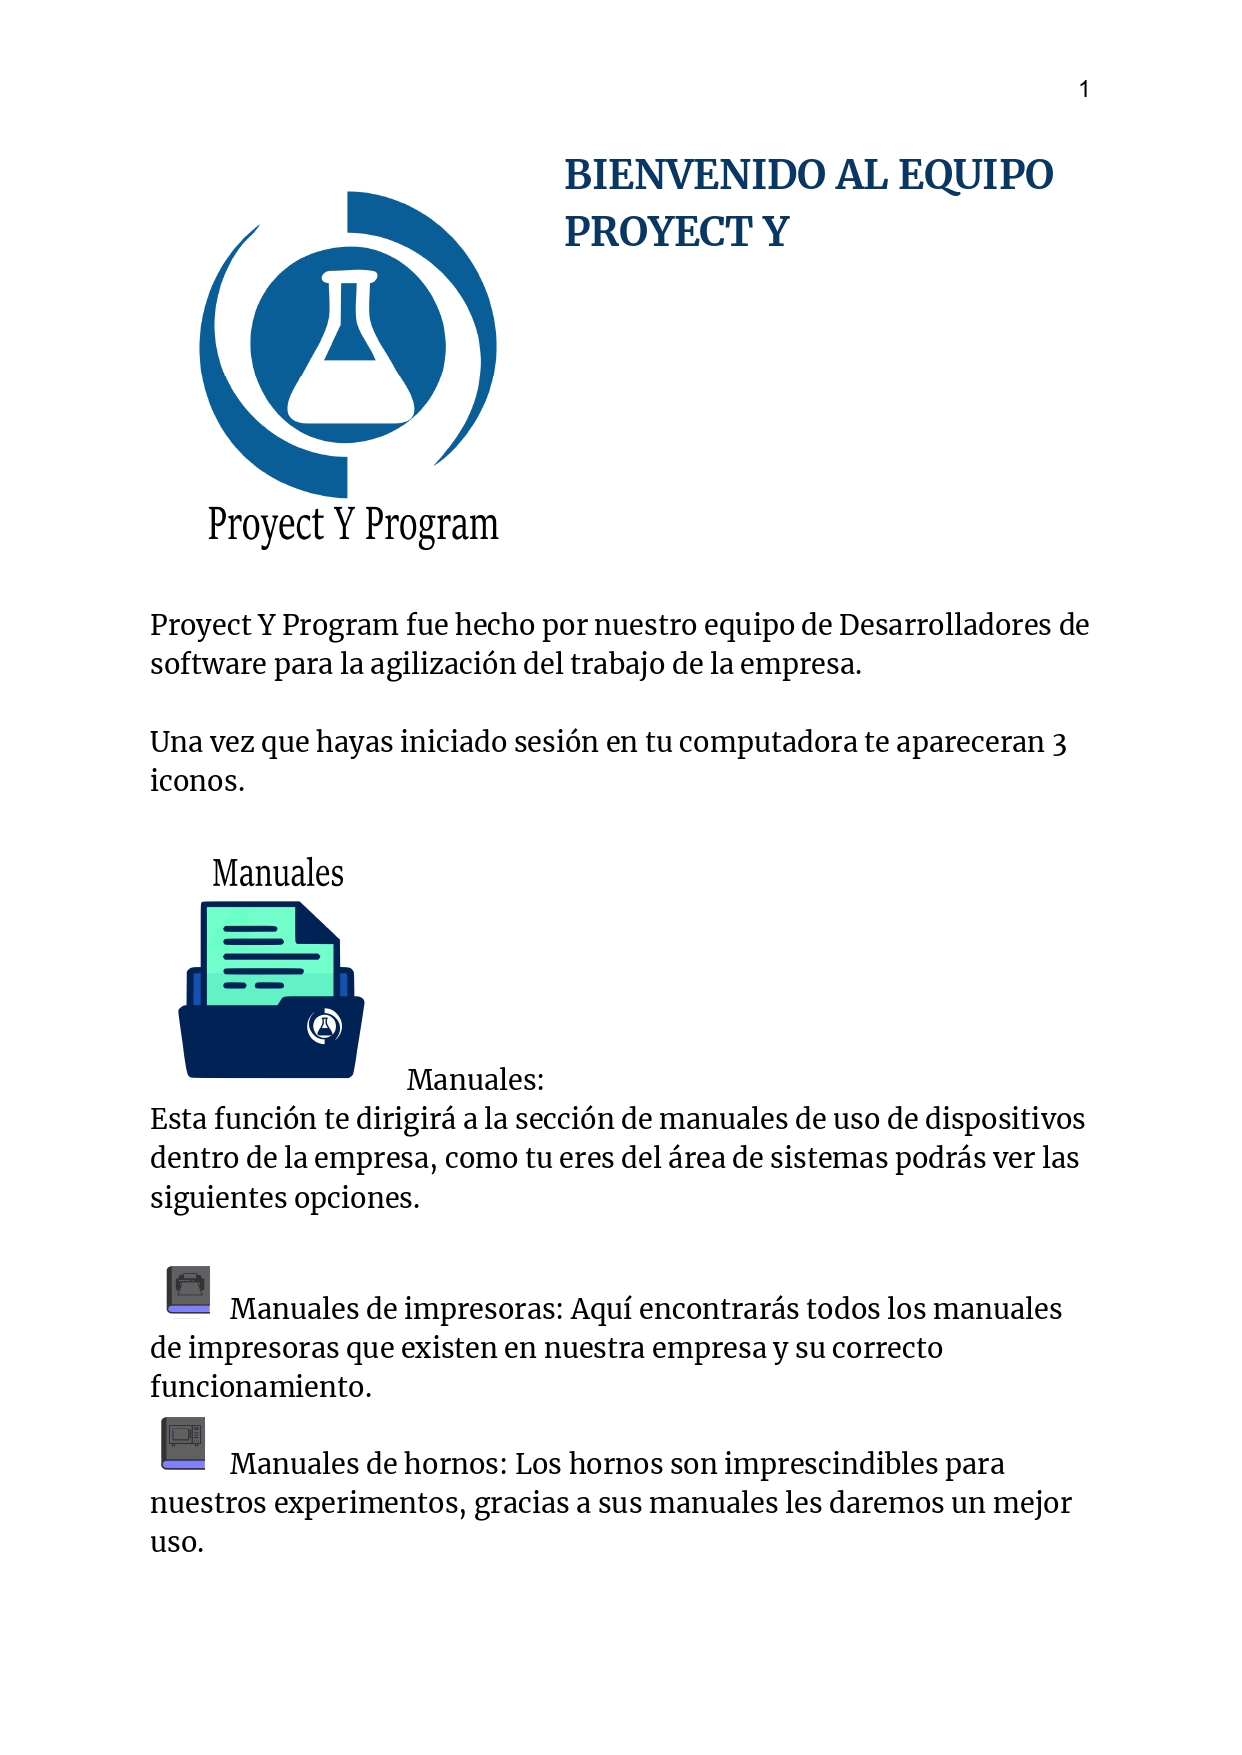 1
BIENVENIDO AL EQUIPO
PROYECT Y
Proyect Y Program
Proyect Y Program fue hecho por nuestro equipo de Desarrolladores de
software para la agilización del trabajo de la empresa.
Una vez que hayas iniciado sesión en tu computadora te apareceran 3
iconos.
Manuales
Manuales:
Esta función te dirigirá a la sección de manuales de uso de dispositivos
dentro de la empresa, como tu eres del área de sistemas podrás ver las
siguientes opciones.
Manuales de impresoras: Aquí encontrarás todos los manuales
de impresoras que existen en nuestra empresa y su correcto
funcionamiento.
Manuales de hornos: Los hornos son imprescindibles para
nuestros experimentos, gracias a sus manuales les daremos un mejor
uso.